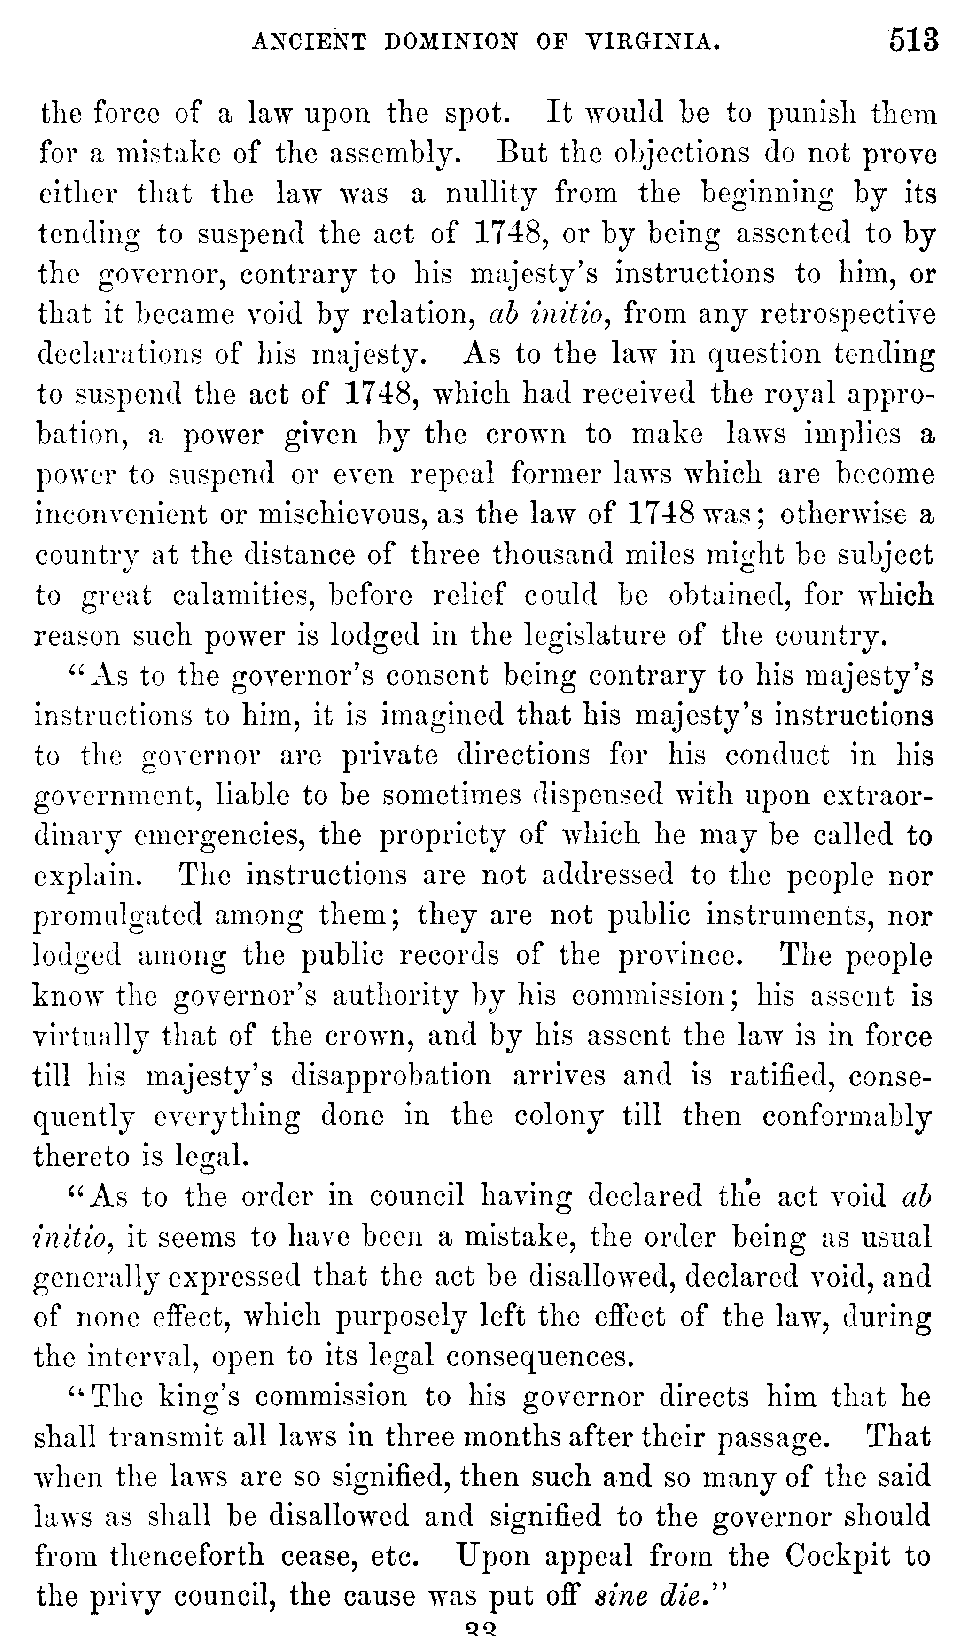 ANCIENT DOMINION OF VIRGINIA. 513
the force of a law upon the spot. It would be to punish them
for a mistake of the assembly. But the objections do not prove
either that the law was a nullity from the beginning by its
tending to suspend the act of 1748, or by being assented to by
the governor, contrary to his majesty's instructions to him, or
that it became void by relation, ab initio, from any retrospective
declarations of his majesty. As to the law in question tending
to suspend the act of 1748, which had received the royal appro-
bation, a power given by the crown to make laws implies a
power to suspend or even repeal former laws which are become
inconvenient or mischievous, as the law of 1748 was; otherwise a
country at the distance of three thousand miles might be subject
to great calamities, before relief could be obtained, for which
reason such power is lodged in the legislature of the country.
"As to the governor's consent being contrary to his majesty's
instructions to him, it is imagined that his majesty's instructions
to the governor are private directions for his conduct in his
government, liable to be sometimes dispensed with upon extraor-
dinary emergencies, the propriety of which he may be called to
explain. The instructions are not addressed to the people nor
promulgated among them; they are not public instruments, nor
lodged among the public records of the province. The people
know the governor's authority by his commission; his assent is
virtually that of the crown, and by his assent the law is in force
till his majesty's disapprobation arrives and is ratified, conse-
quently everything done in the colony till then conformably
thereto is legal.
"As to the order in council having declared the act void ab
initio, it seems to have been a mistake, the order being as usual
generally expressed that the act be disallowed, declared void, and
of none effect, which purposely left the effect of the law, during
the interval, open to its legal consequences.
"The king's commission to his governor directs him that he
shall transmit all laws in three months after their passage. That
when the laws are so signified, then such and so many of the said
laws as shall be disallowed and signified to the governor should
from thenceforth cease, etc. Upon appeal from the Cockpit to
the privy council, the cause was put off sine die."
33